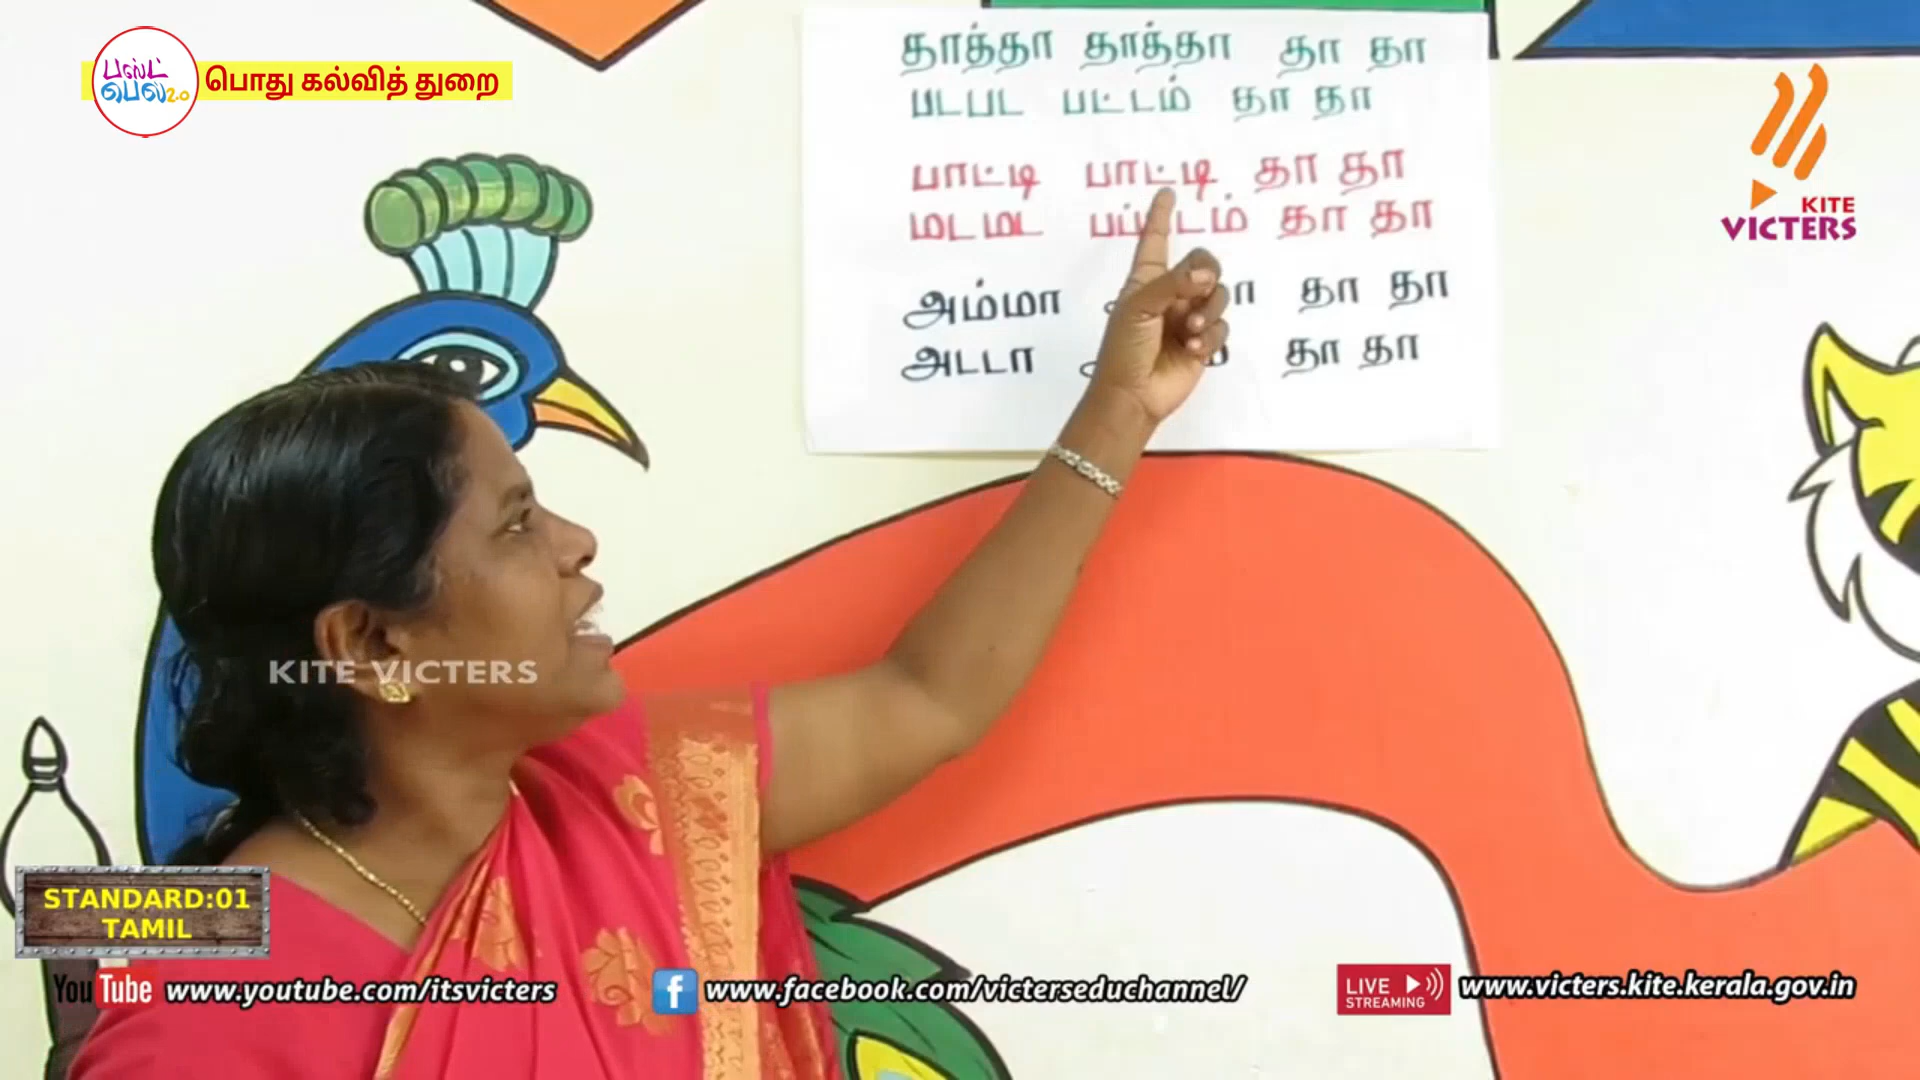 பஸ்ட்
பெல் 2.0
பொது கல்வித் துறை
தாத்தா தாத்தா தா தா
படபட பட்டம் தா தா
பாட்டி பாட்டி தா தா
மடமட தா தா
அம்மா தா தா
அடடா தா தா
KITE
VICTERS
KITE VICTERS
STANDARD:01
TAMIL
YouTube www.youtube.com/itsvicters
f www.facebook.com/victerseduchannel/
LIVE
STREAMING
www.victers.kite.kerala.gov.in